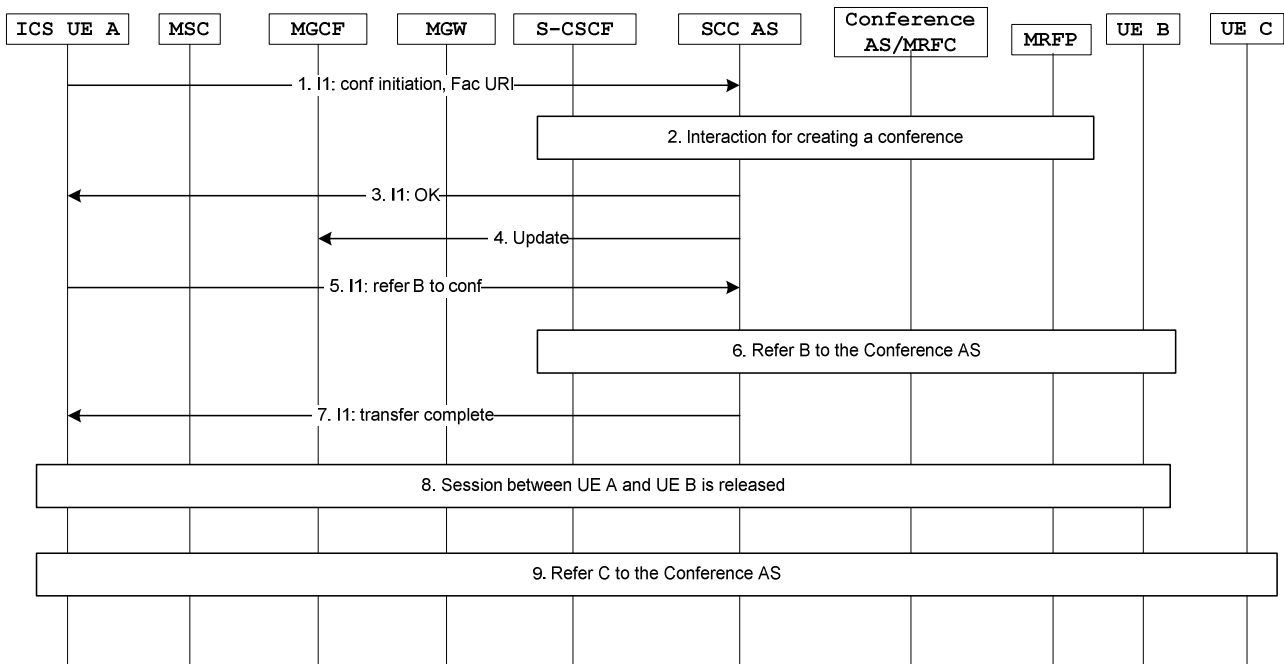 ICS UE A
MSC
MGCF
MGW
S-CSCF
SCC AS
Conference
AS/MRFC
MRFP
UE B
UE C
1. I1: conf initiation, Fac URI
2. Interaction for creating a conference
3. I1: OK
4. Update
5. I1: refer B to conf
6. Refer B to the Conference AS
7. I1: transfer complete
8. Session between UE A and UE B is released
9. Refer C to the Conference AS